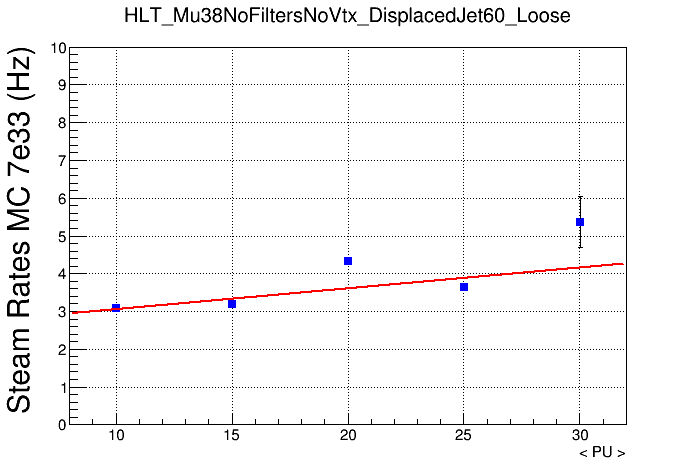 HLT_Mu38NoFiltersNoVtx_DisplacedJet60_Loose
Steam Rates MC 7e33 (Hz)
10
9
8
7
6
5
4
3
2
1
0
10 15 20 25 30
< PU >